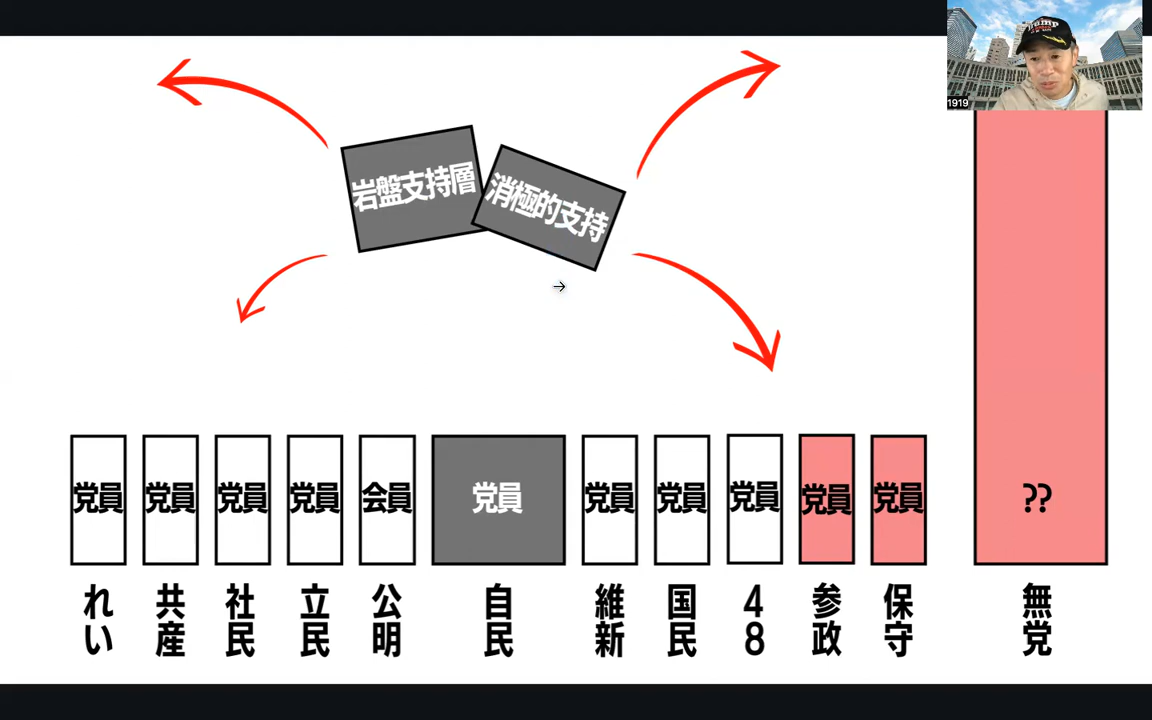 Trump
1919
岩盤支持層
消極的支持
党員
党員
党員
党員
会員
党員
党員
党員
党員
党員
党員
??
れい
共産
社民
立民
公明
自民
維新
国民
48
参政
保守
無党